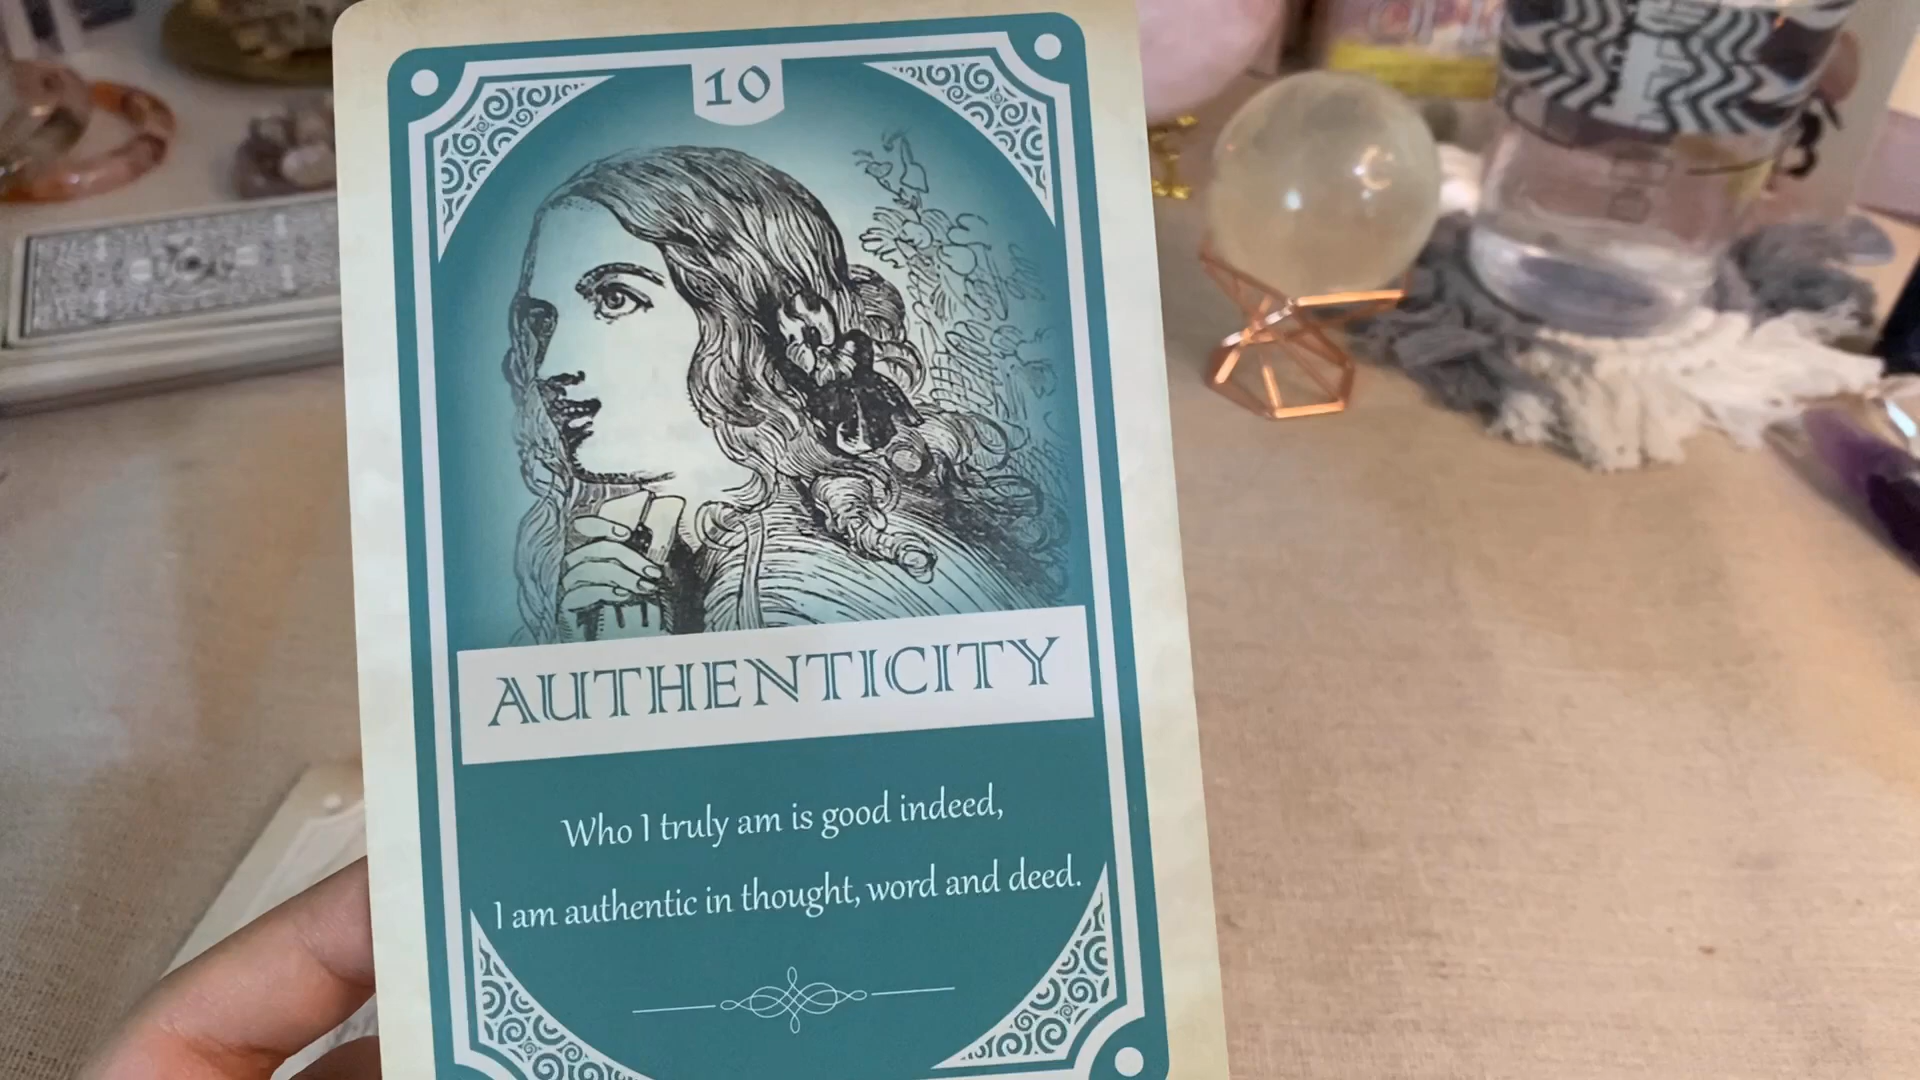 10
AUTHENTICITY
Who I truly am is good indeed,
I am authentic in thought, word and deed.